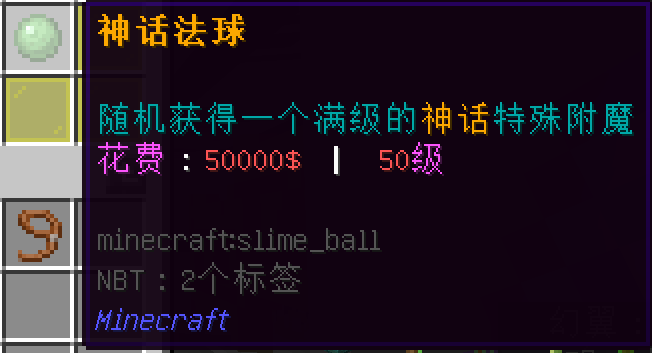 神话法球
随机获得一个满级的神话特殊附魔
花费：50000$ | 50级
minecraft:slime_ball
NBT：2个标签
Minecraft